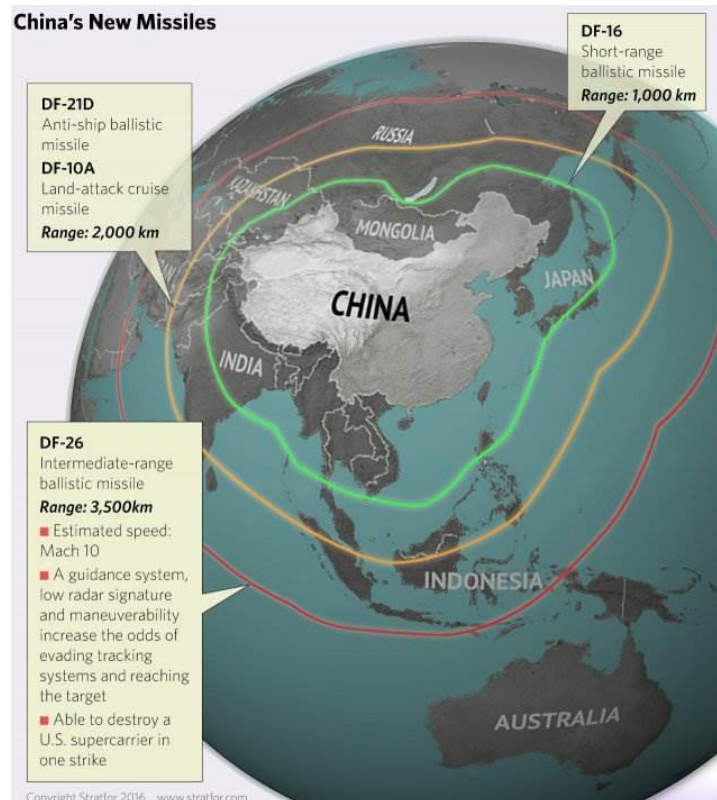 China's New Missiles
DF-16
Short-range
ballistic missile
Range: 1,000 km
DF-21D
Anti-ship ballistic
missile
DF-10A
Land-attack cruise
missile
Range: 2,000 km
RUSSIA
KAZAKHSTAN
MONGOLIA
JAPAN
CHINA
INDIA
DF-26
Intermediate-range
ballistic missile
Range: 3,500km
Estimated speed:
Mach 10
A guidance system,
low radar signature
and maneuverability
increase the odds of
evading tracking
systems and reaching
the target
Able to destroy a
U.S. supercarrier in
one strike
INDONESIA
AUSTRALIA
Copyright Stratfor 2016 www.stratfor.com